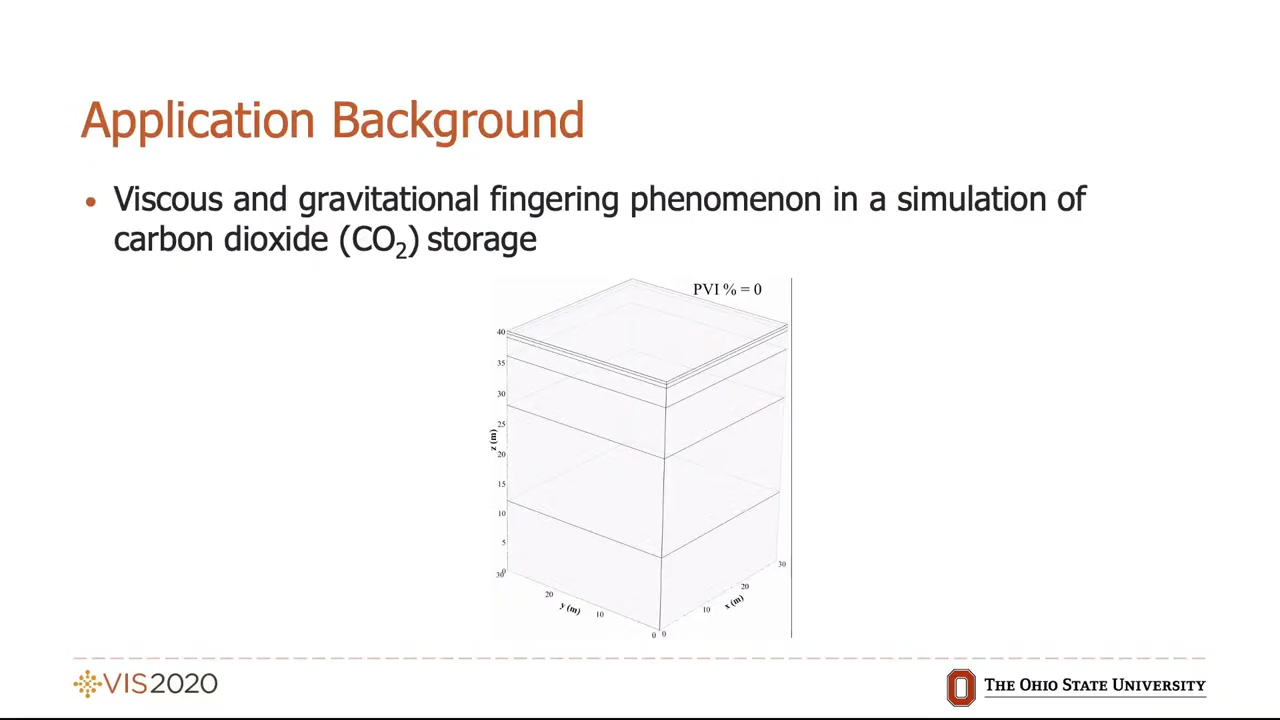 Application Background
• Viscous and gravitational fingering phenomenon in a simulation of
carbon dioxide (CO₂) storage
PVI % = 0
40
35
30
25
z (m)
20
15
10
5
0
30
20
y (m)
10
0
0
10
x (m)
20
30
VIS2020
THE OHIO STATE UNIVERSITY